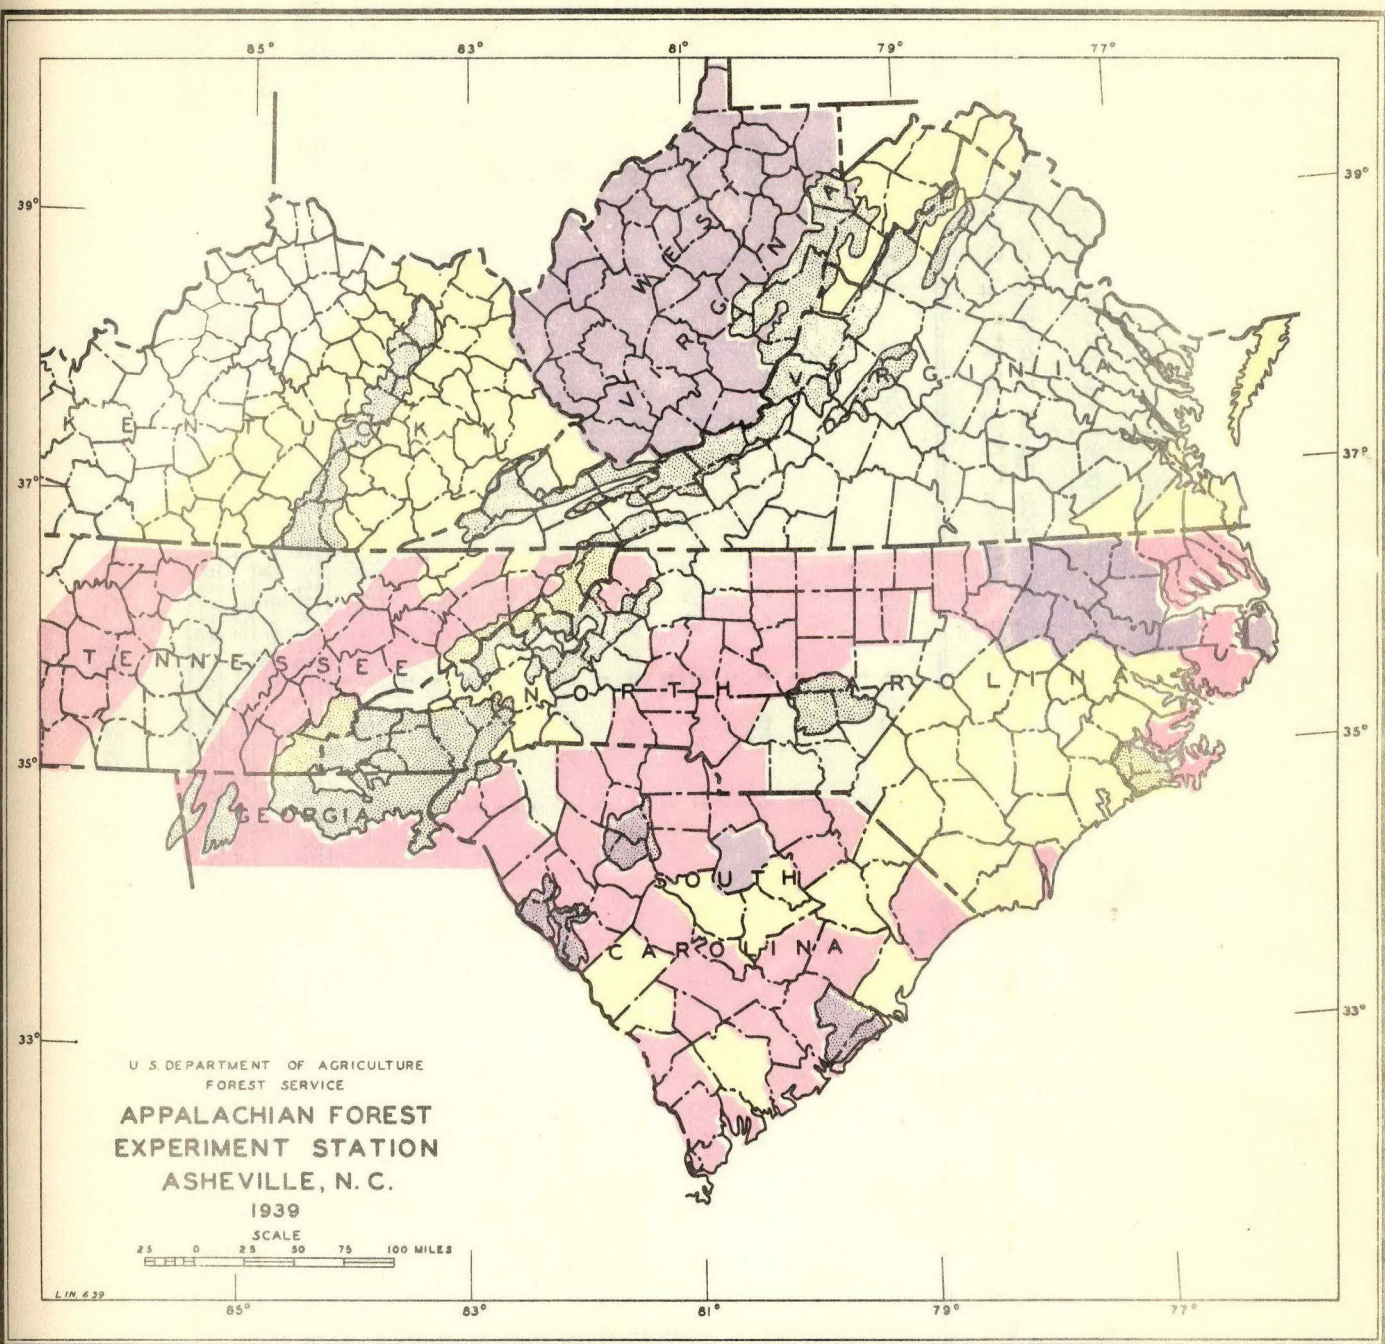 85° 83° 81° 79° 77°
39° 39°
WEST
VIRGINIA
VIRGINIA
KENTUCKY
37° 37°
TENNESSEE
NORTH CAROLINA
35° 35°
GEORGIA
SOUTH
CAROLINA
33° 33°
U. S. DEPARTMENT OF AGRICULTURE
FOREST SERVICE
APPALACHIAN FOREST
EXPERIMENT STATION
ASHEVILLE, N. C.
1939
SCALE
25 0 25 50 75 100 MILES
L.I.N. 6 39
85° 83° 81° 79° 77°